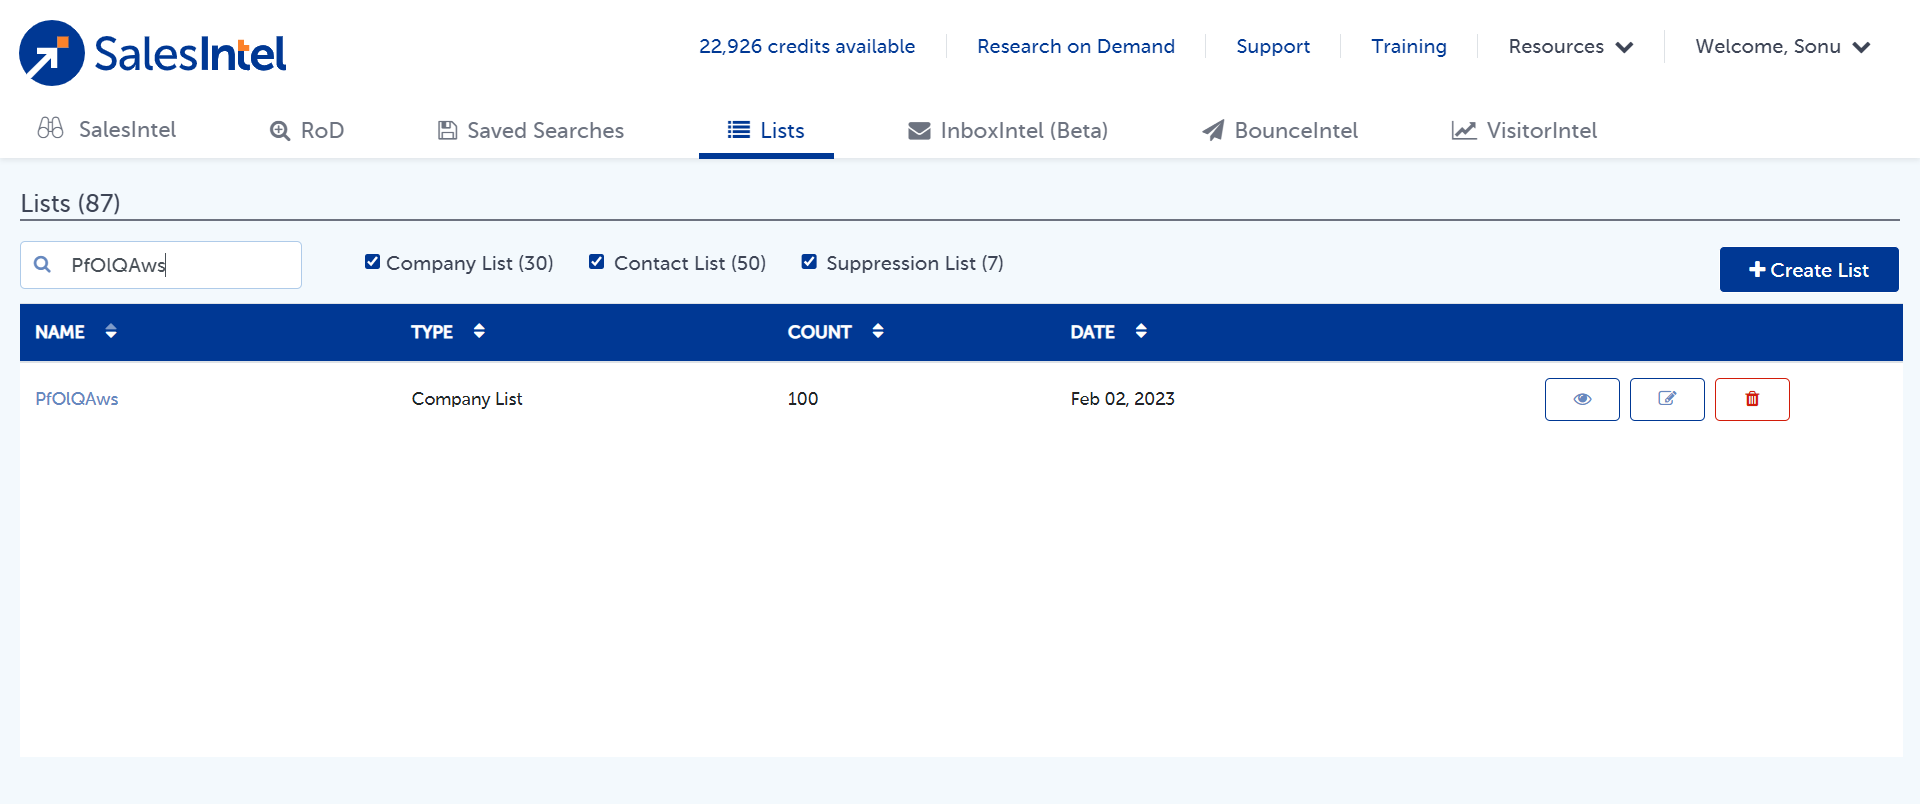 SalesIntel
22,926 credits available
Research on Demand
Support
Training
Resources
Welcome, Sonu
SalesIntel
RoD
Saved Searches
Lists
InboxIntel (Beta)
BounceIntel
VisitorIntel
Lists (87)
PfOlQAws
Company List (30)
Contact List (50)
Suppression List (7)
Create List
NAME TYPE COUNT DATE
PfOlQAws Company List 100 Feb 02, 2023